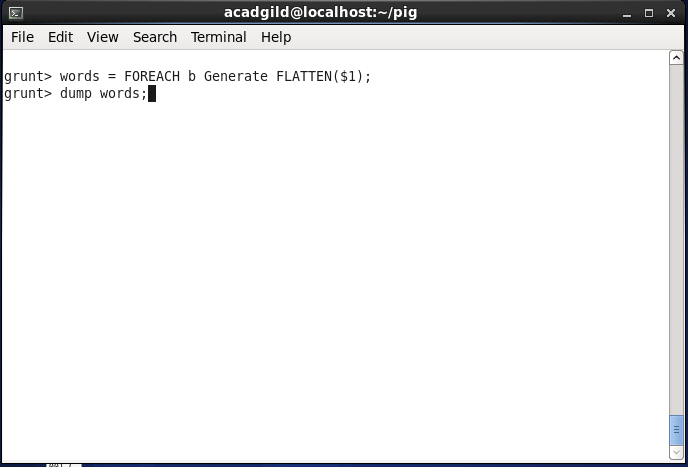 acadgild@localhost:~/pig
File Edit View Search Terminal Help
grunt> words = FOREACH b Generate FLATTEN($1);
grunt> dump words;